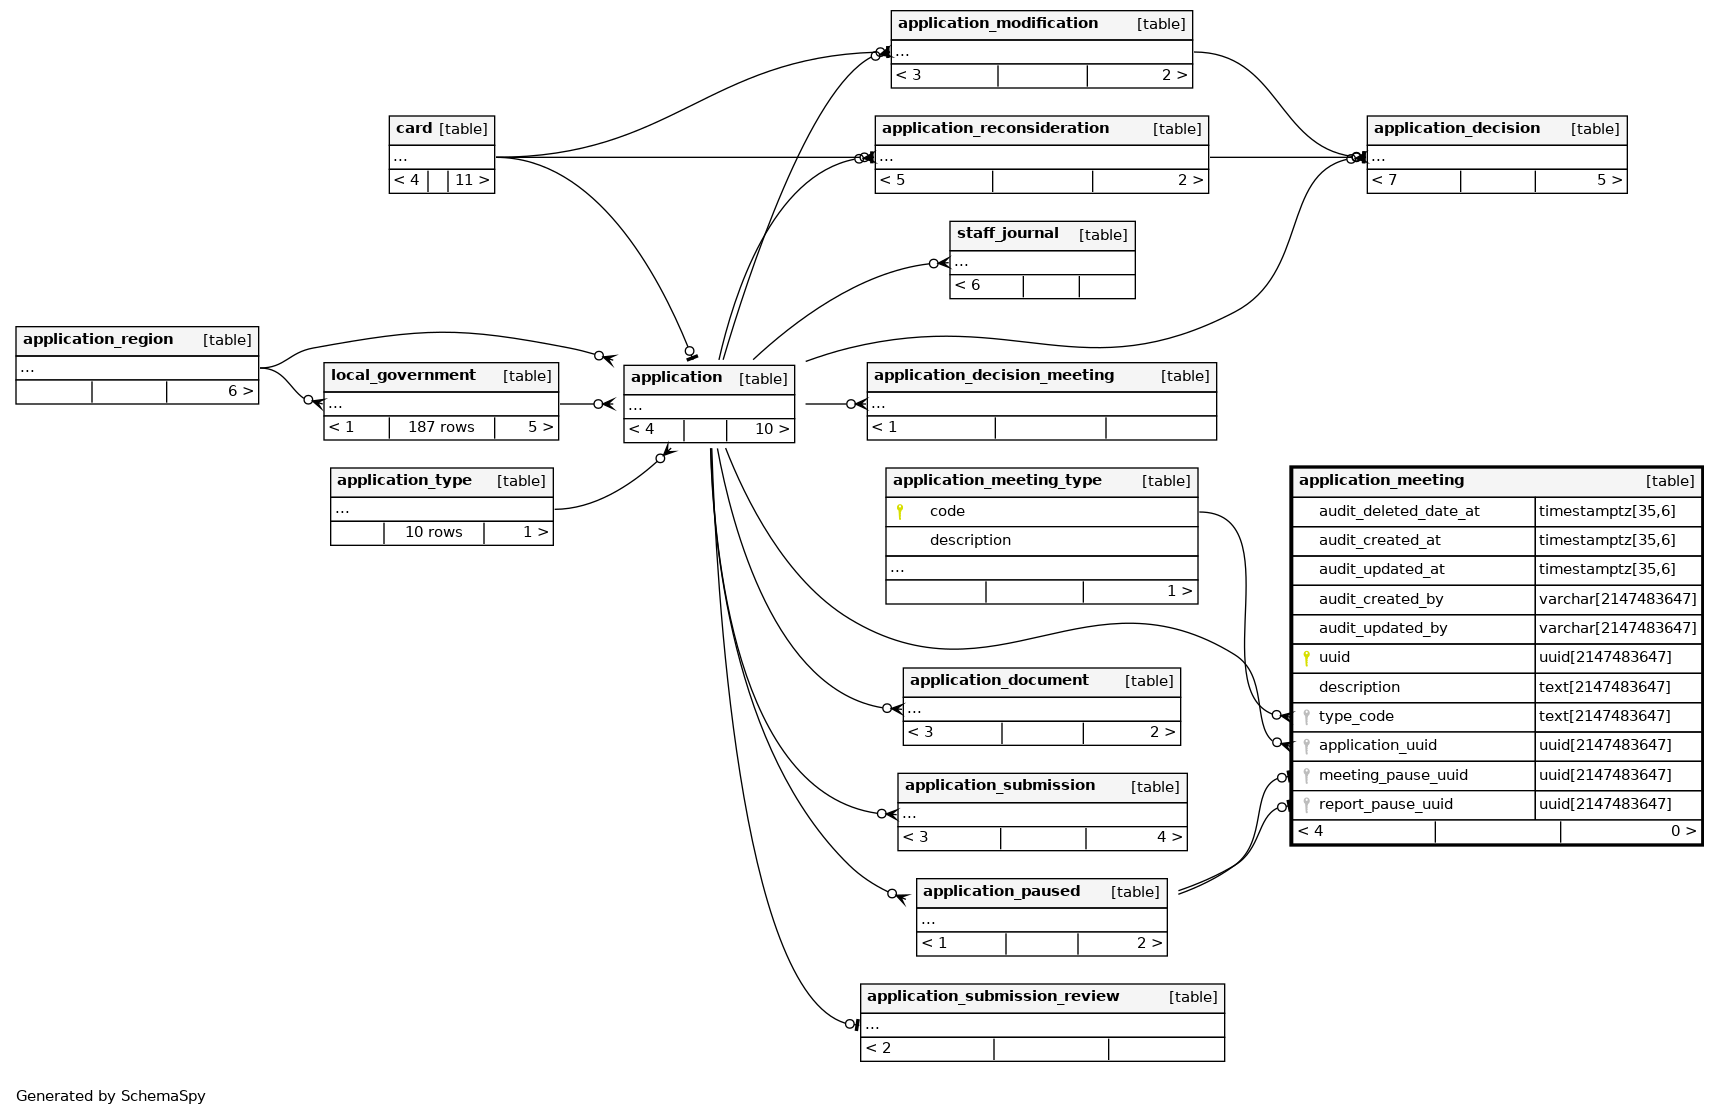 application_modification [table]
...
< 3 2 >
card [table]
...
< 4 11 >
application_reconsideration [table]
...
< 5 2 >
application_decision [table]
...
< 7 5 >
staff_journal [table]
...
< 6
application_region [table]
...
6 >
local_government [table]
...
< 1 187 rows 5 >
application [table]
...
< 4 10 >
application_decision_meeting [table]
...
< 1
application_type [table]
...
10 rows 1 >
application_meeting_type [table]
code
description
...
1 >
application_meeting [table]
audit_deleted_date_at timestamptz[35,6]
audit_created_at timestamptz[35,6]
audit_updated_at timestamptz[35,6]
audit_created_by varchar[2147483647]
audit_updated_by varchar[2147483647]
uuid uuid[2147483647]
description text[2147483647]
type_code text[2147483647]
application_uuid uuid[2147483647]
meeting_pause_uuid uuid[2147483647]
report_pause_uuid uuid[2147483647]
< 4 0 >
application_document [table]
...
< 3 2 >
application_submission [table]
...
< 3 4 >
application_paused [table]
...
< 1 2 >
application_submission_review [table]
...
< 2
Generated by SchemaSpy